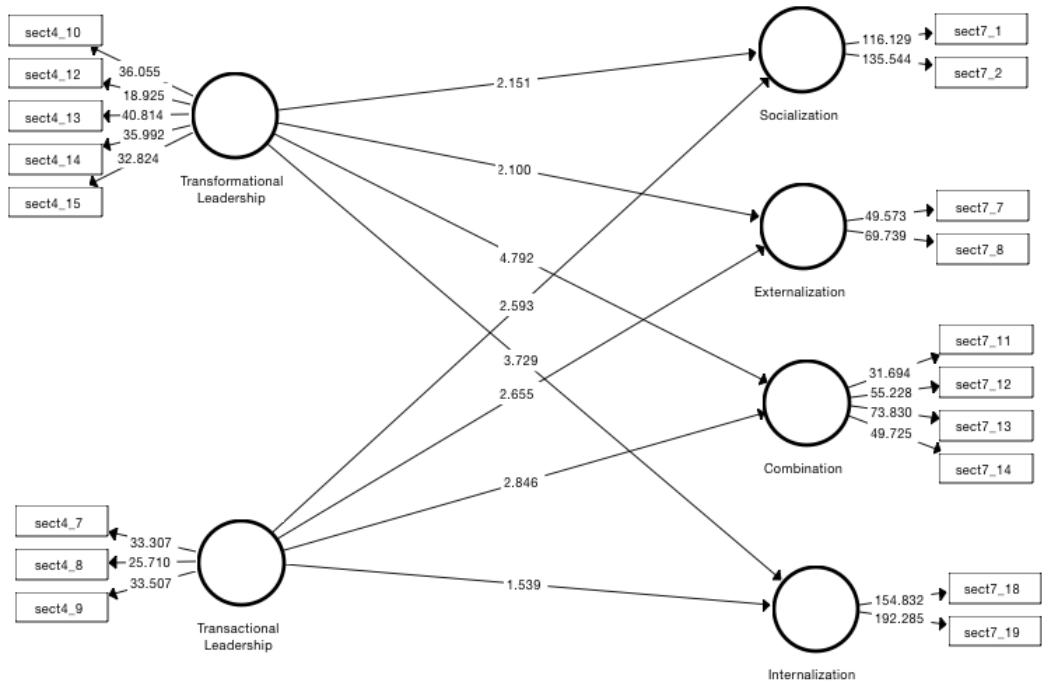 sect4_10
sect4_12
sect4_13
sect4_14
sect4_15
36.055
18.925
40.814
35.992
32.824
Transformational
Leadership
sect4_7
sect4_8
sect4_9
33.307
25.710
33.507
Transactional
Leadership
2.151
2.100
4.792
2.593
3.729
2.655
2.846
1.539
Socialization
116.129
135.544
sect7_1
sect7_2
Externalization
49.573
69.739
sect7_7
sect7_8
Combination
31.694
55.228
73.830
49.725
sect7_11
sect7_12
sect7_13
sect7_14
Internalization
154.832
192.285
sect7_18
sect7_19